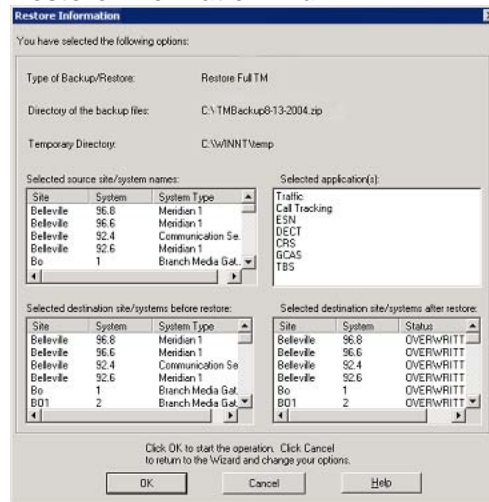 Restore Information
You have selected the following options:
Type of Backup/Restore: Restore Full TM
Directory of the backup files: C:\TMBackup8-13-2004.zip
Temporary Directory: C:\WINNT\temp
Selected source site/system names:
Site System System Type
Belleville 96.8 Meridian 1
Belleville 96.6 Meridian 1
Belleville 92.4 Communication Se.
Belleville 92.6 Meridian 1
Bo 1 Branch Media Gat..
Selected application(s):
Traffic
Call Tracking
ESN
DECT
CRS
GCAS
TBS
Selected destination site/systems before restore:
Site System System Type
Belleville 96.8 Meridian 1
Belleville 96.6 Meridian 1
Belleville 92.4 Communication Se
Belleville 92.6 Meridian 1
Bo 1 Branch Media Gat.
BO1 2 Branch Media Gat.
Selected destination site/systems after restore:
Site System Status
Belleville 96.8 OVERWRITT
Belleville 96.6 OVERWRITT
Belleville 92.4 OVERWRITT
Belleville 92.6 OVERWRITT
Bo 1 OVERWRITT
BO1 2 OVERWRITT
Click OK to start the operation. Click Cancel
to return to the Wizard and change your options.
OK Cancel Help